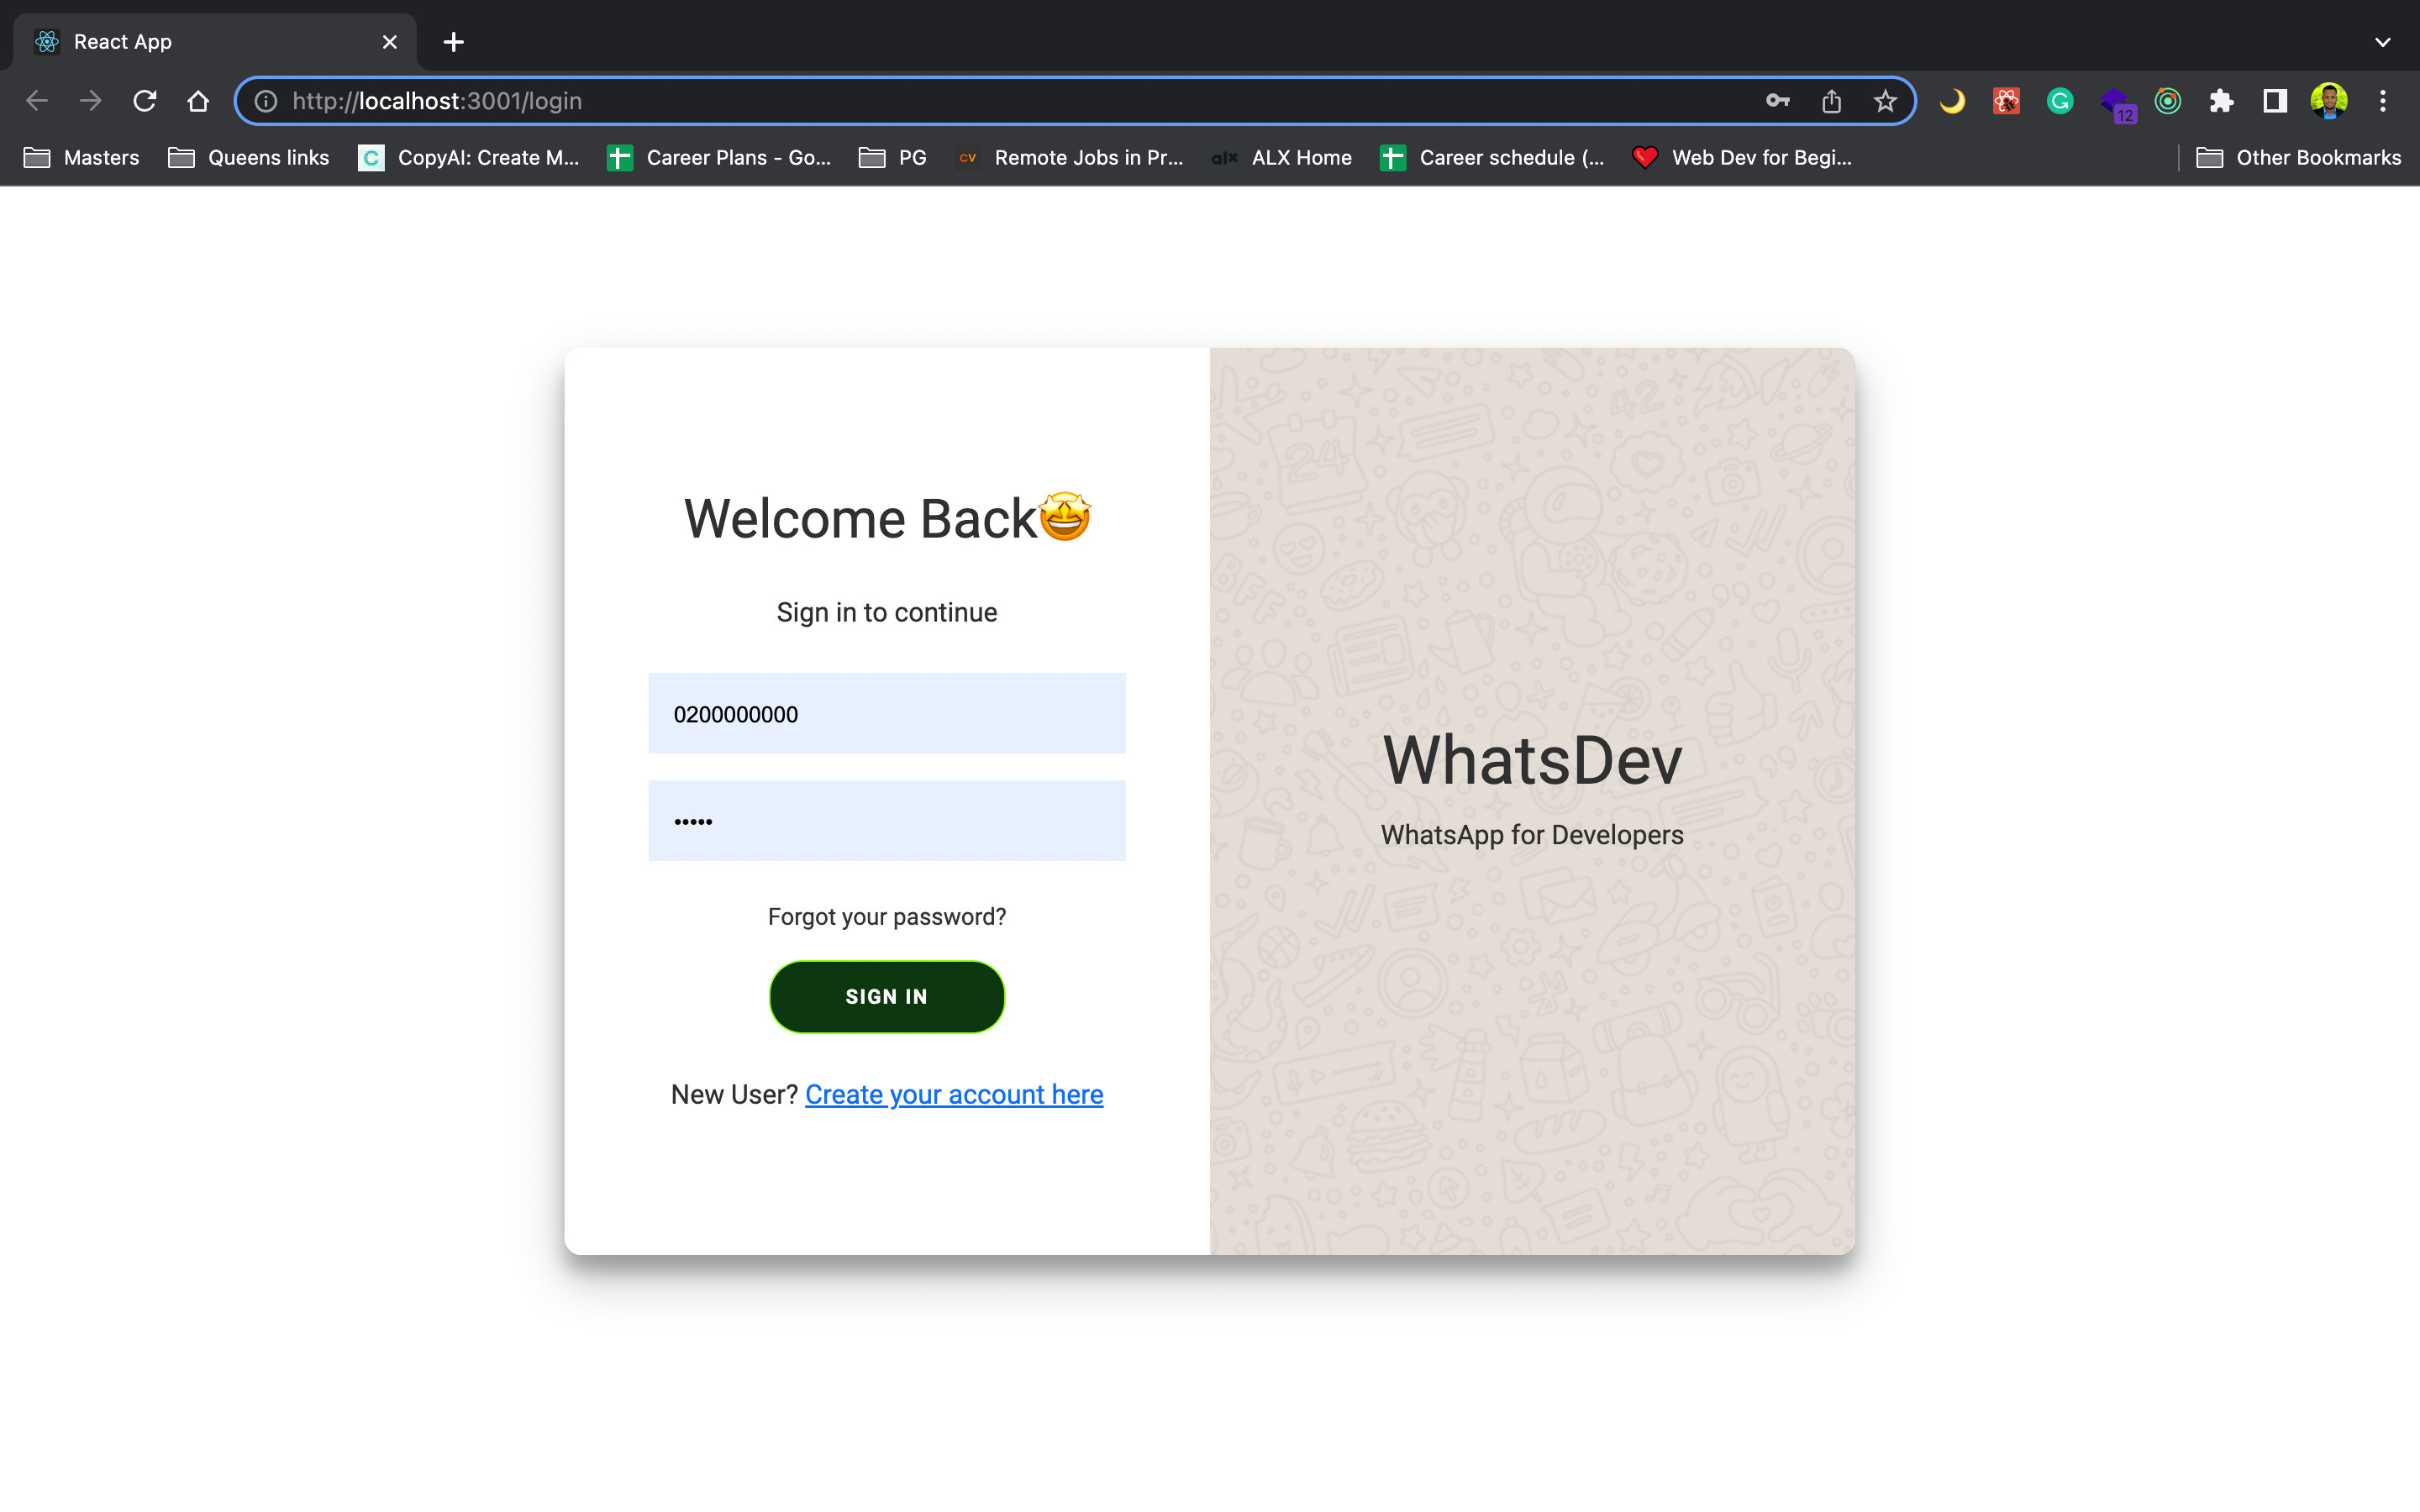 React App
http://localhost:3001/login
12
Masters
Queens links
CopyAI: Create M...
Career Plans - Go...
PG
CV
Remote Jobs in Pr...
alx
ALX Home
Career schedule (...
Web Dev for Begi...
Other Bookmarks
Welcome Back🤩
Sign in to continue
0200000000
•••••
Forgot your password?
SIGN IN
New User? Create your account here
24
42
WhatsDev
WhatsApp for Developers